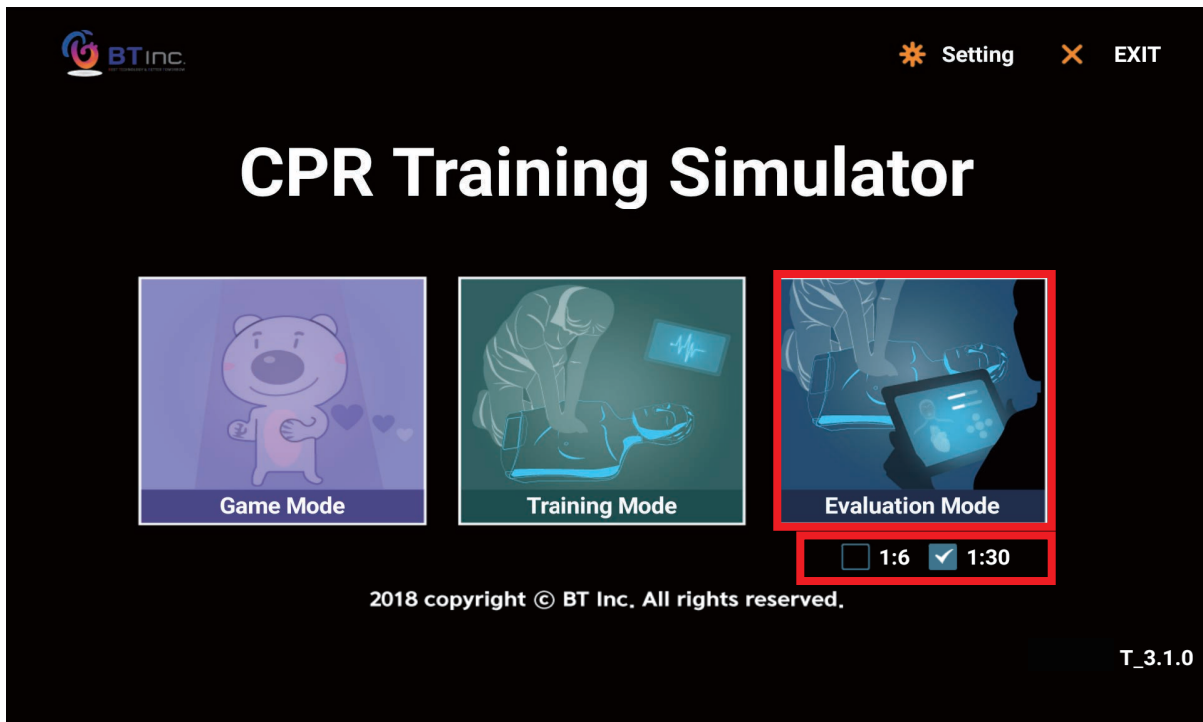 BT INC.
Setting
EXIT
CPR Training Simulator
Game Mode
Training Mode
Evaluation Mode
1:6
1:30
2018 copyright © BT Inc. All rights reserved.
T_3.1.0